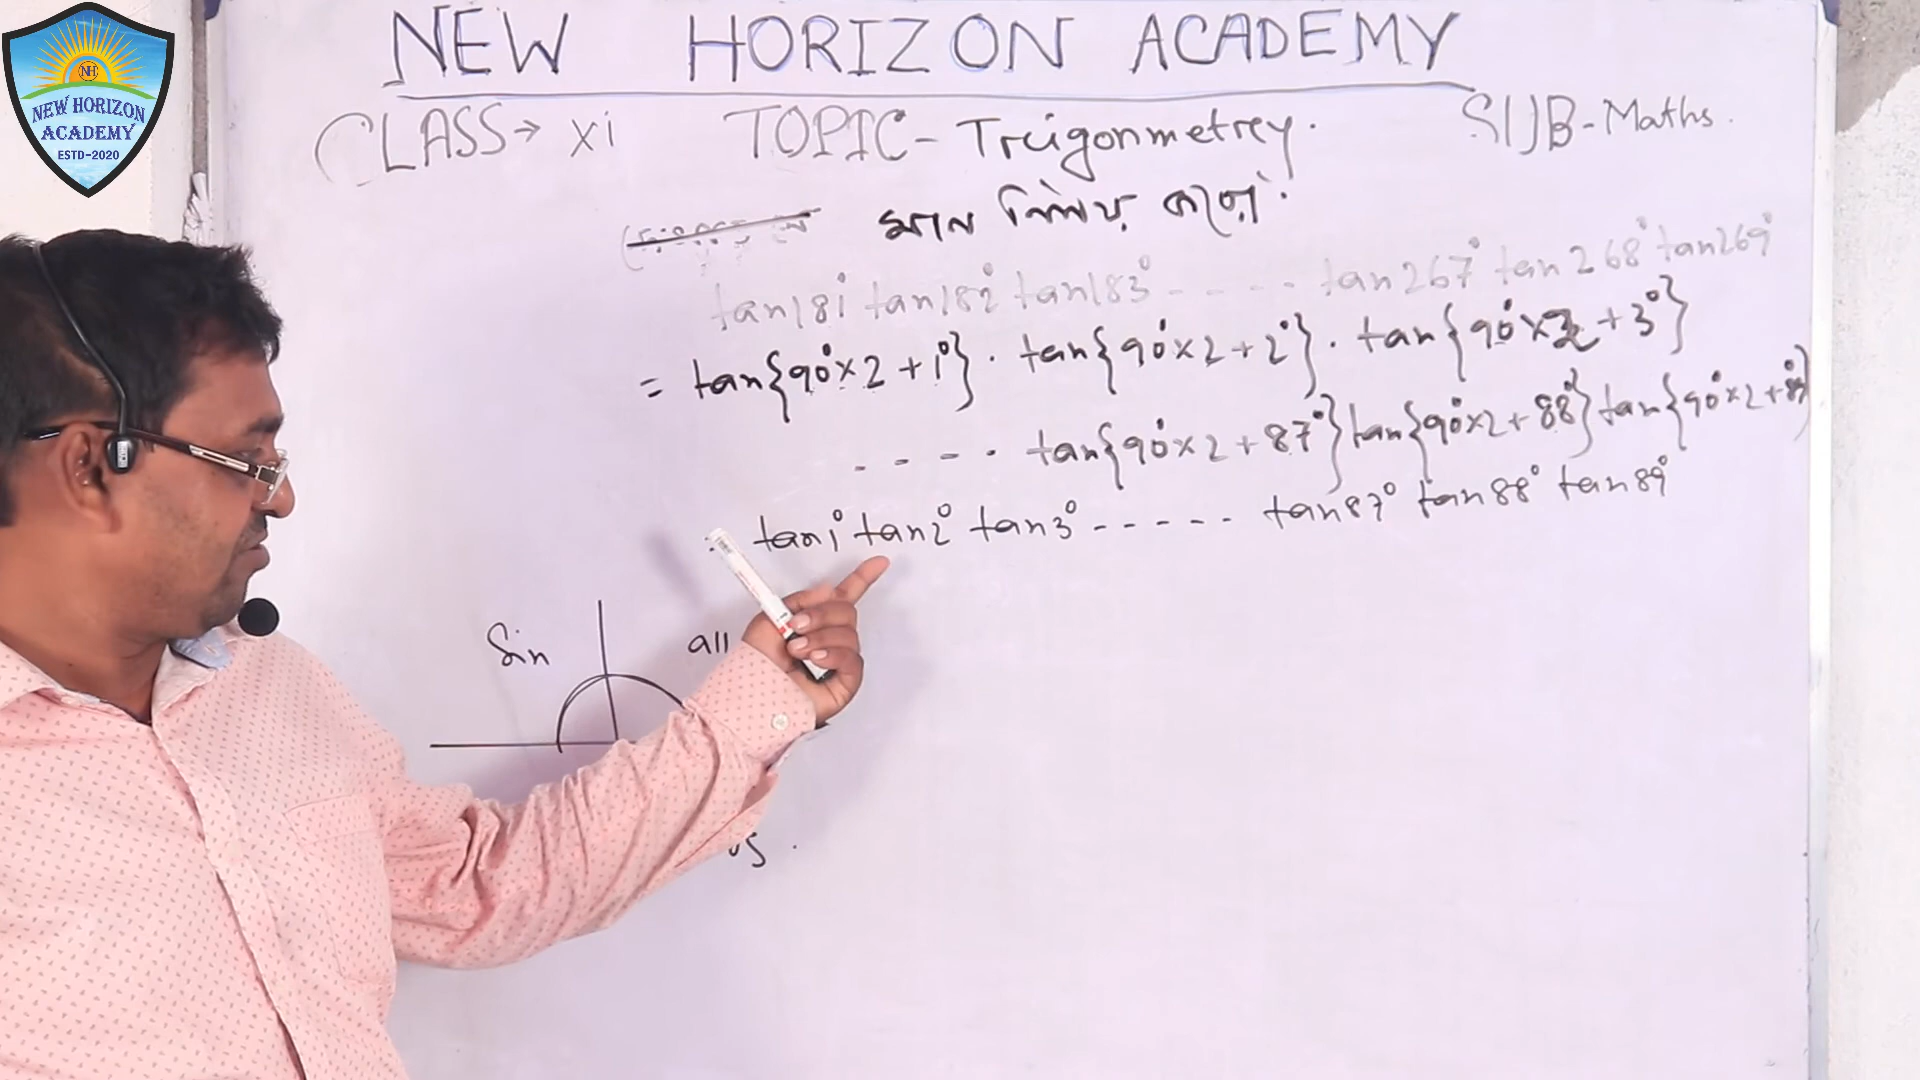 NEW HORIZON ACADEMY
NH
NEW HORIZON
ACADEMY
ESTD-2020
CLASS→ xi TOPIC- Treigonmetrey. SUB-Maths.
মান নির্ণয় করো.
tan181° tan182° tan183° ----- tan267° tan268° tan269°
= tan{90°×2+1°} . tan{90°×2+2°} . tan{90°×2+3°}
- - - . tan{90°×2+87°} tan{90°×2+88°} tan{90°×2+89°}
tan1° tan2° tan3° ------ tan87° tan88° tan89°
Sin all